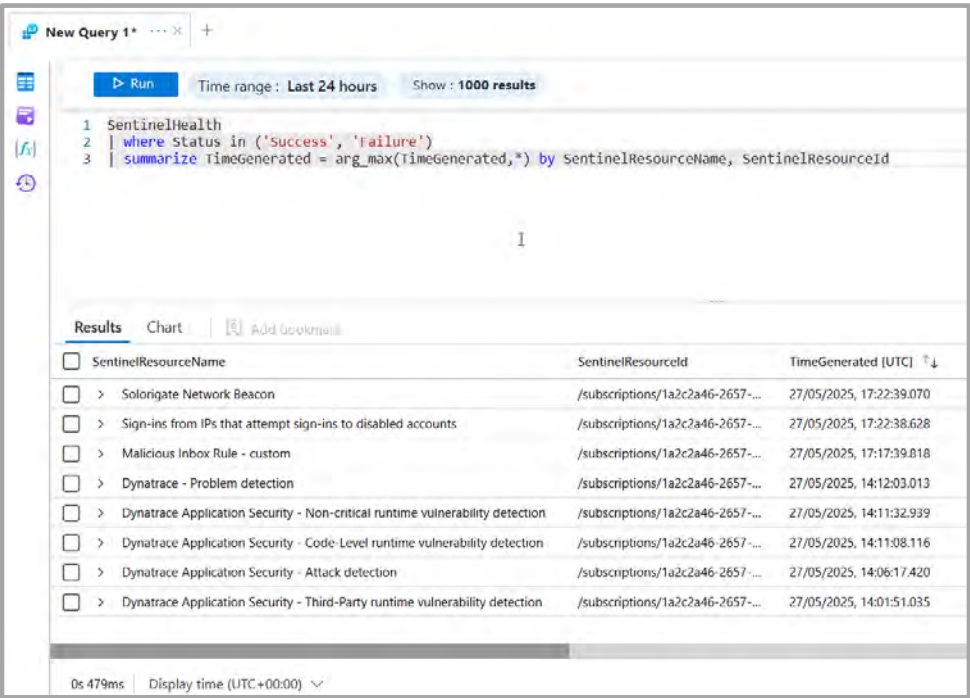 New Query 1*
Run
Time range : Last 24 hours
Show : 1000 results
1 SentinelHealth
2 | where Status in ('Success', 'Failure')
3 | summarize TimeGenerated = arg_max(TimeGenerated,*) by SentinelResourceName, SentinelResourceId
Results Chart Add bookmark
SentinelResourceName SentinelResourceId TimeGenerated [UTC]
Solorigate Network Beacon /subscriptions/1a2c2a46-2657-... 27/05/2025, 17:22:39.070
Sign-ins from IPs that attempt sign-ins to disabled accounts /subscriptions/1a2c2a46-2657-... 27/05/2025, 17:22:38.628
Malicious Inbox Rule - custom /subscriptions/1a2c2a46-2657-... 27/05/2025, 17:17:39.818
Dynatrace - Problem detection /subscriptions/1a2c2a46-2657-... 27/05/2025, 14:12:03.013
Dynatrace Application Security - Non-critical runtime vulnerability detection /subscriptions/1a2c2a46-2657-... 27/05/2025, 14:11:32.939
Dynatrace Application Security - Code-Level runtime vulnerability detection /subscriptions/1a2c2a46-2657-... 27/05/2025, 14:11:08.116
Dynatrace Application Security - Attack detection /subscriptions/1a2c2a46-2657-... 27/05/2025, 14:06:17.420
Dynatrace Application Security - Third-Party runtime vulnerability detection /subscriptions/1a2c2a46-2657-... 27/05/2025, 14:01:51.035
0s 479ms Display time (UTC+00:00)